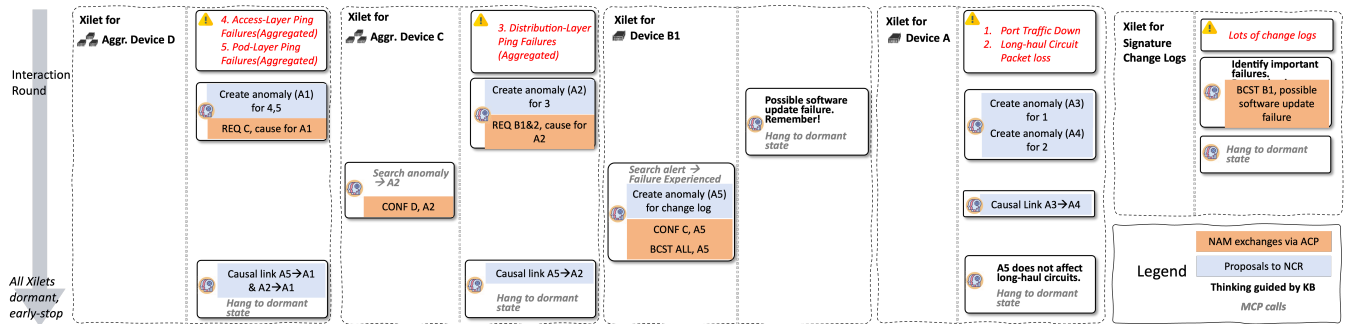 Interaction
Round
All Xilets
dormant,
early-stop
Xilet for
Aggr. Device D
4. Access-Layer Ping
Failures(Aggregated)
5. Pod-Layer Ping
Failures(Aggregated)
Create anomaly (A1)
for 4,5
REQ C, cause for A1
Causal link A5→A1
& A2→A1
Hang to dormant
state
Xilet for
Aggr. Device C
Search anomaly
→ A2
CONF D, A2
3. Distribution-Layer
Ping Failures
(Aggregated)
Create anomaly (A2)
for 3
REQ B1&2, cause for
A2
Causal link A5→A2
Hang to dormant
state
Xilet for
Device B1
Search alert →
Failure Experienced
Create anomaly (A5)
for change log
CONF C, A5
BCST ALL, A5
Possible software
update failure.
Remember!
Hang to dormant
state
Xilet for
Device A
1. Port Traffic Down
2. Long-haul Circuit
Packet loss
Create anomaly (A3)
for 1
Create anomaly (A4)
for 2
Causal Link A3→A4
A5 does not affect
long-haul circuits.
Hang to dormant
state
Xilet for
Signature
Change Logs
Lots of change logs
Identify important
failures.
BCST B1, possible
software update
failure
Hang to dormant
state
Legend
NAM exchanges via ACP
Proposals to NCR
Thinking guided by KB
MCP calls